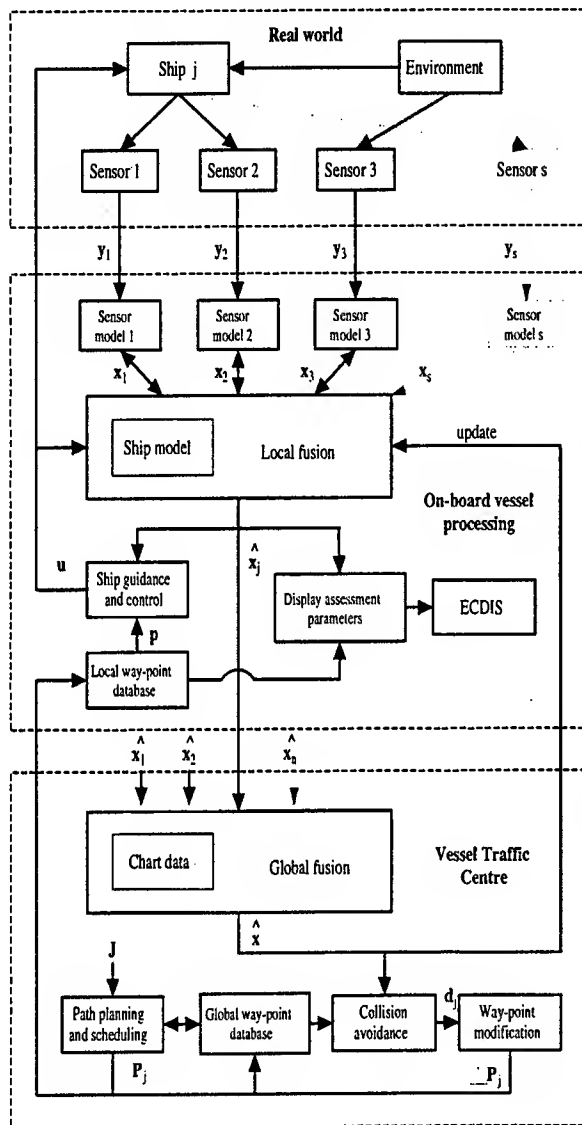 Real world
Ship j
Environment
Sensor 1
Sensor 2
Sensor 3
Sensor s
y1
y2
y3
ys
Sensor
model 1
Sensor
model 2
Sensor
model 3
Sensor
model s
x1
x2
x3
xs
Ship model
Local fusion
update
On-board vessel
processing
u
Ship guidance
and control
x̂j
Display assessment
parameters
ECDIS
p
Local way-point
database
x̂1
x̂2
x̂n
Chart data
Global fusion
Vessel Traffic
Centre
x̂
J
Path planning
and scheduling
Global way-point
database
Collision
avoidance
dj
Way-point
modification
Pj
Pj